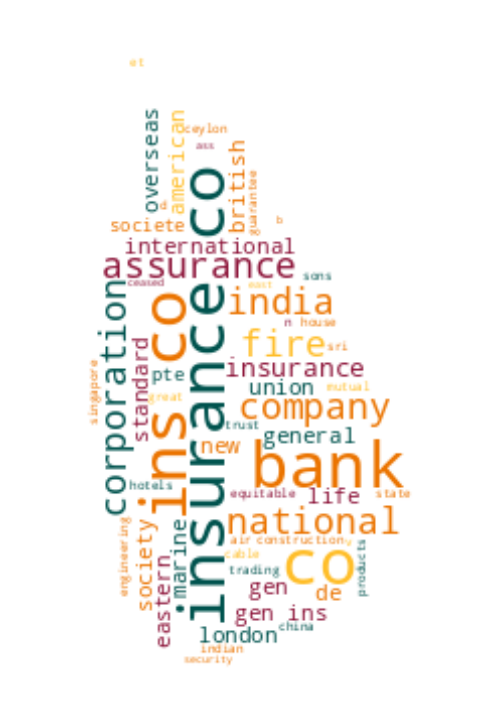 et
overseas
american
ceylon
ass
british
guarantee
d
b
societe
international
assurance
sons
ceased
east
corporation
ins co
insurance co
india
n
house
fire
sri
standard
singapore
pte
insurance
union
mutual
great
company
trust
general
new
bank
hotels
equitable
life
state
national
engineering
society
marine
air
construction
y
cable
co
products
trading
eastern
gen
de
gen ins
china
london
indian
security